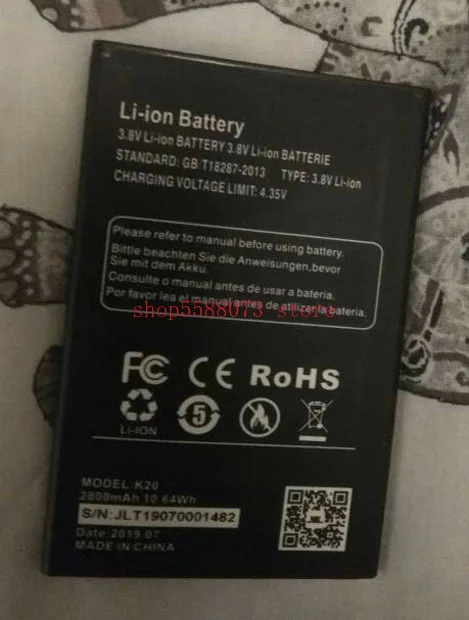 Li-ion Battery
3.8V Li-ion BATTERY 3.8V Li-ion BATTERIE
STANDARD: GB/T18287-2013 TYPE: 3.8V Li-ion
CHARGING VOLTAGE LIMIT: 4.35V
Please refer to manual before using battery.
Bittle beachten Sie die Anweisungen,bevor
Sie mit dem Akku.
Consulte o manual antes de usar a bateria.
Por favor lea el manual antes de utilizar la bateria.
shop5588073 store
FC CE RoHS
5
LI-ION
MODEL: K20
2800mAh 10.64Wh
S/N: JLT19070001482
Date:2019.07
MADE IN CHINA